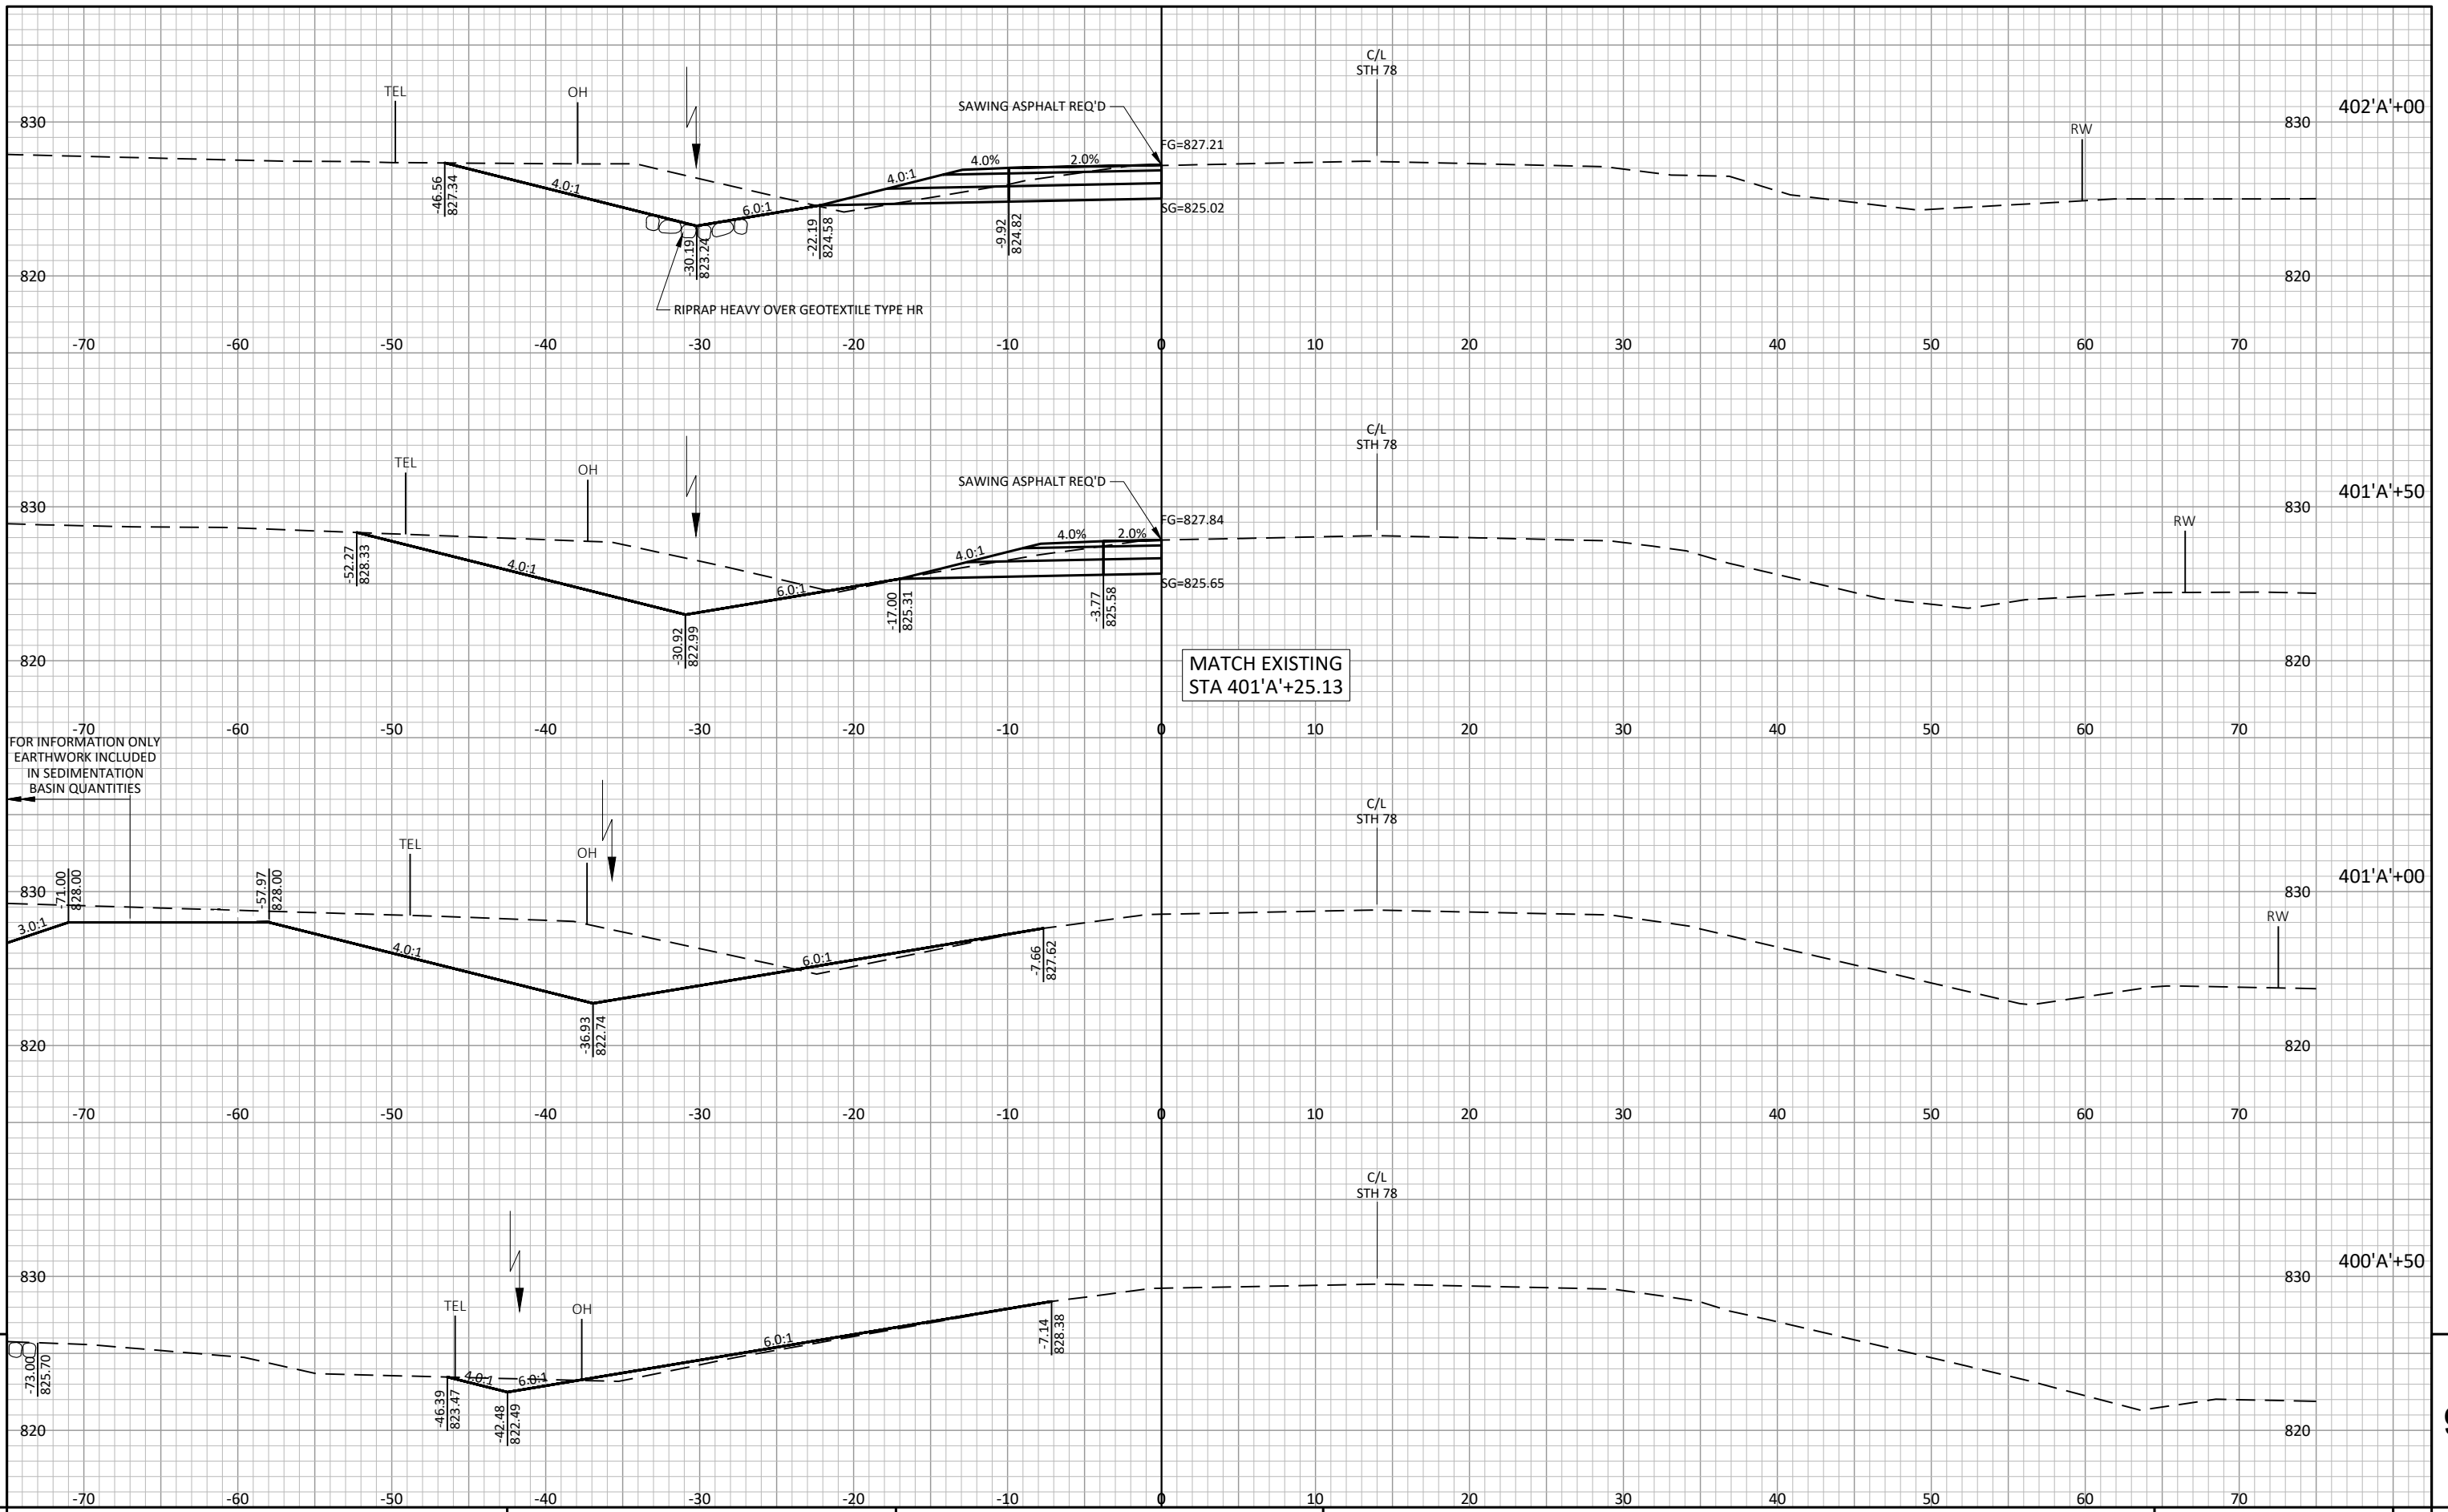 C/L
STH 78
402'A'+00
TEL
OH
SAWING ASPHALT REQ'D
RW
830
830
FG=827.21
4.0%
2.0%
4.0:1
4.0:1
6.0:1
-46.56
827.34
-30.19
823.24
-22.19
824.58
-9.92
824.82
SG=825.02
820
820
RIPRAP HEAVY OVER GEOTEXTILE TYPE HR
-70 -60 -50 -40 -30 -20 -10 0 10 20 30 40 50 60 70
C/L
STH 78
401'A'+50
TEL
OH
SAWING ASPHALT REQ'D
RW
830
830
FG=827.84
4.0%
2.0%
4.0:1
4.0:1
6.0:1
-52.27
828.33
-30.92
822.99
-17.00
825.31
-3.77
825.58
SG=825.65
820
820
MATCH EXISTING
STA 401'A'+25.13
-70 -60 -50 -40 -30 -20 -10 0 10 20 30 40 50 60 70
FOR INFORMATION ONLY
EARTHWORK INCLUDED
IN SEDIMENTATION
BASIN QUANTITIES
C/L
STH 78
401'A'+00
TEL
OH
RW
830
830
-71.00
828.00
-57.97
828.00
3.0:1
4.0:1
6.0:1
-36.93
822.74
-7.66
827.62
820
820
-70 -60 -50 -40 -30 -20 -10 0 10 20 30 40 50 60 70
C/L
STH 78
400'A'+50
830
830
TEL
OH
6.0:1
4.0:1
6.0:1
-73.00
825.70
-46.39
823.47
-42.48
822.49
-7.14
828.38
820
820
-70 -60 -50 -40 -30 -20 -10 0 10 20 30 40 50 60 70